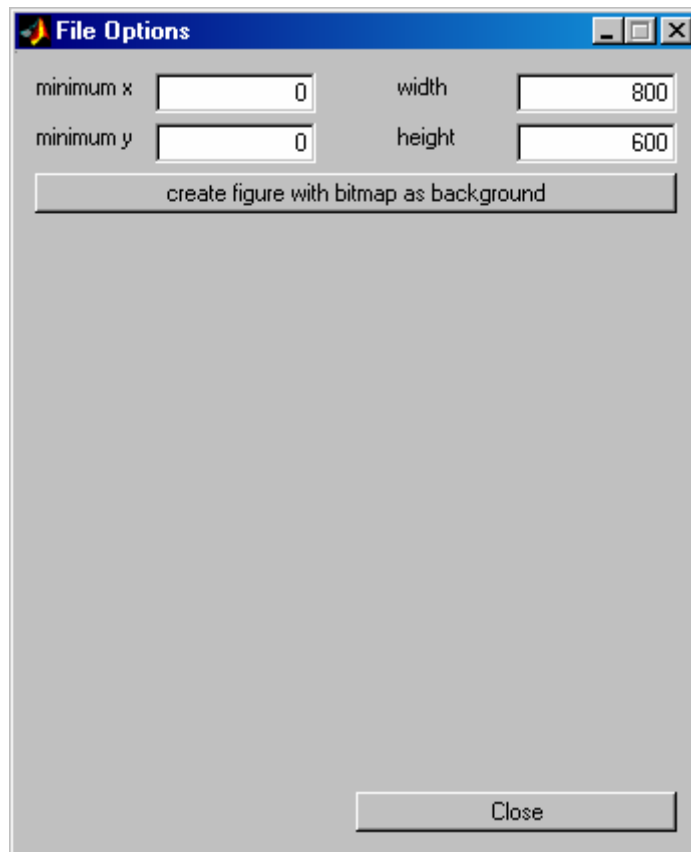 File Options
minimum x 0 width 800
minimum y 0 height 600
create figure with bitmap as background
Close